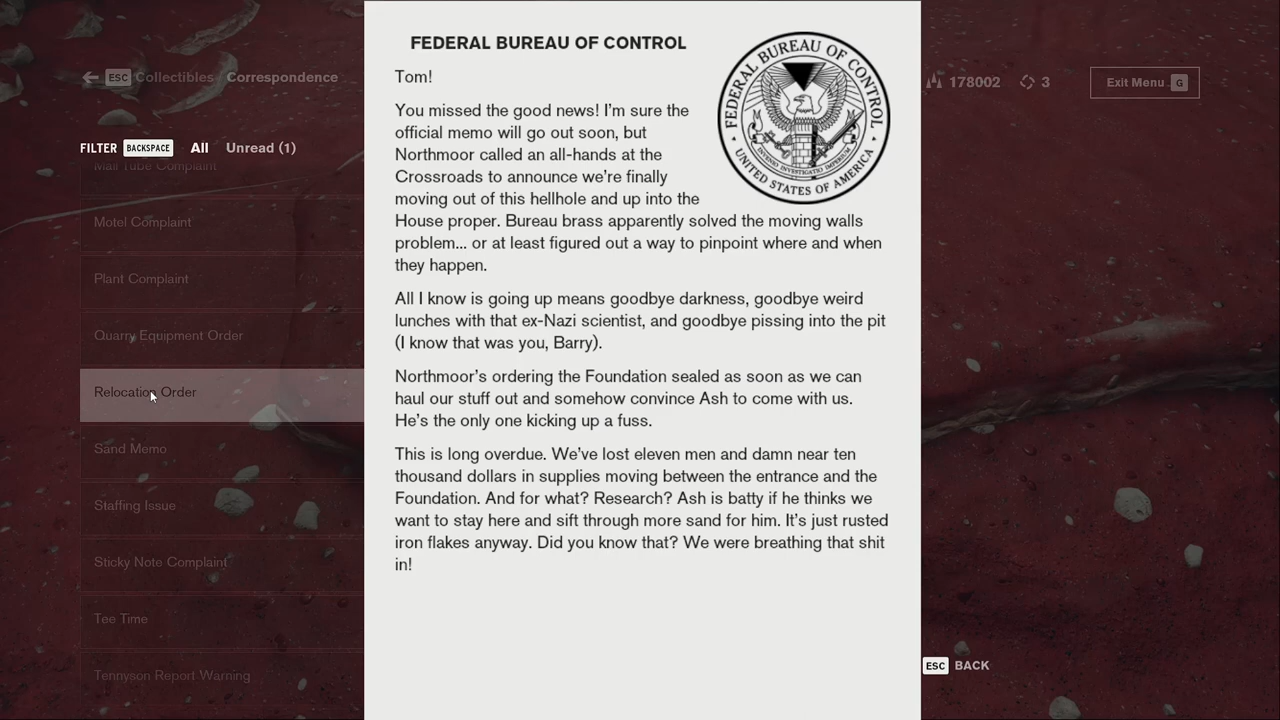 FEDERAL BUREAU OF CONTROL
FEDERAL BUREAU OF CONTROL
UNITED STATES OF AMERICA
ESC Collectibles Correspondence
178002
3
Exit Menu G
FILTER BACKSPACE All Unread (1)
Mail Tube Complaint
Motel Complaint
Plant Complaint
Quarry Equipment Order
Relocation Order
Sand Memo
Staffing Issue
Sticky Note Complaint
Tee Time
Tennyson Report Warning
Tom!
You missed the good news! I'm sure the
official memo will go out soon, but
Northmoor called an all-hands at the
Crossroads to announce we're finally
moving out of this hellhole and up into the
House proper. Bureau brass apparently solved the moving walls
problem... or at least figured out a way to pinpoint where and when
they happen.
All I know is going up means goodbye darkness, goodbye weird
lunches with that ex-Nazi scientist, and goodbye pissing into the pit
(I know that was you, Barry).
Northmoor's ordering the Foundation sealed as soon as we can
haul our stuff out and somehow convince Ash to come with us.
He's the only one kicking up a fuss.
This is long overdue. We've lost eleven men and damn near ten
thousand dollars in supplies moving between the entrance and the
Foundation. And for what? Research? Ash is batty if he thinks we
want to stay here and sift through more sand for him. It's just rusted
iron flakes anyway. Did you know that? We were breathing that shit
in!
ESC BACK